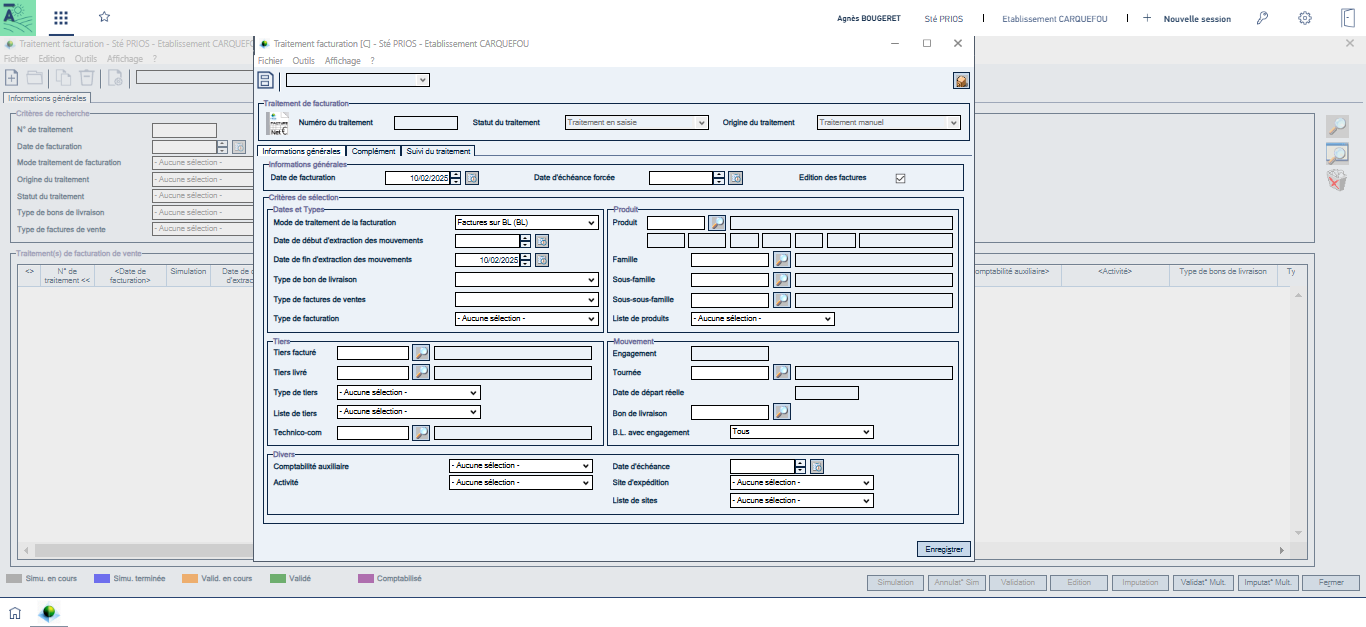 Agnès BOUGERET Sté PRIOS Etablissement CARQUEFOU Nouvelle session
Traitement facturation - Sté PRIOS - Etablissement CARQUEFO
Fichier Edition Outils Affichage ?
Informations générales
Critères de recherche
N° de traitement
Date de facturation
Mode traitement de facturation - Aucune sélection -
Origine du traitement - Aucune sélection -
Statut du traitement - Aucune sélection -
Type de bons de livraison - Aucune sélection -
Type de factures de vente - Aucune sélection -
Traitement(s) de facturation de vente
<> N° de traitement << <Date de facturation> Simulation Date de d'extrac
Traitement facturation [C] - Sté PRIOS - Etablissement CARQUEFOU
Fichier Outils Affichage ?
Traitement de facturation
FACTURE
Net €
Numéro du traitement Statut du traitement Traitement en saisie Origine du traitement Traitement manuel
Informations générales Complément Suivi du traitement
Informations générales
Date de facturation 10/02/2025 Date d'échéance forcée Edition des factures
Critères de sélection
Dates et Types
Mode de traitement de la facturation Factures sur BL (BL)
Date de début d'extraction des mouvements
Date de fin d'extraction des mouvements 10/02/2025
Type de bon de livraison
Type de factures de ventes
Type de facturation - Aucune sélection -
Produit
Produit
Famille
Sous-famille
Sous-sous-famille
Liste de produits - Aucune sélection -
Tiers
Tiers facturé
Tiers livré
Type de tiers - Aucune sélection -
Liste de tiers - Aucune sélection -
Technico-com
Mouvement
Engagement
Tournée
Date de départ réelle
Bon de livraison
B.L. avec engagement Tous
Divers
Comptabilité auxiliaire - Aucune sélection - Date d'échéance
Activité - Aucune sélection - Site d'expédition - Aucune sélection -
Liste de sites - Aucune sélection -
Enregistrer
omptabilité auxiliaire> <Activité> Type de bons de livraison Ty
Simu. en cours Simu. terminée Valid. en cours Validé Comptabilisé
Simulation Annulat° Sim Validation Edition Imputation Validat° Mult. Imputat° Mult. Fermer